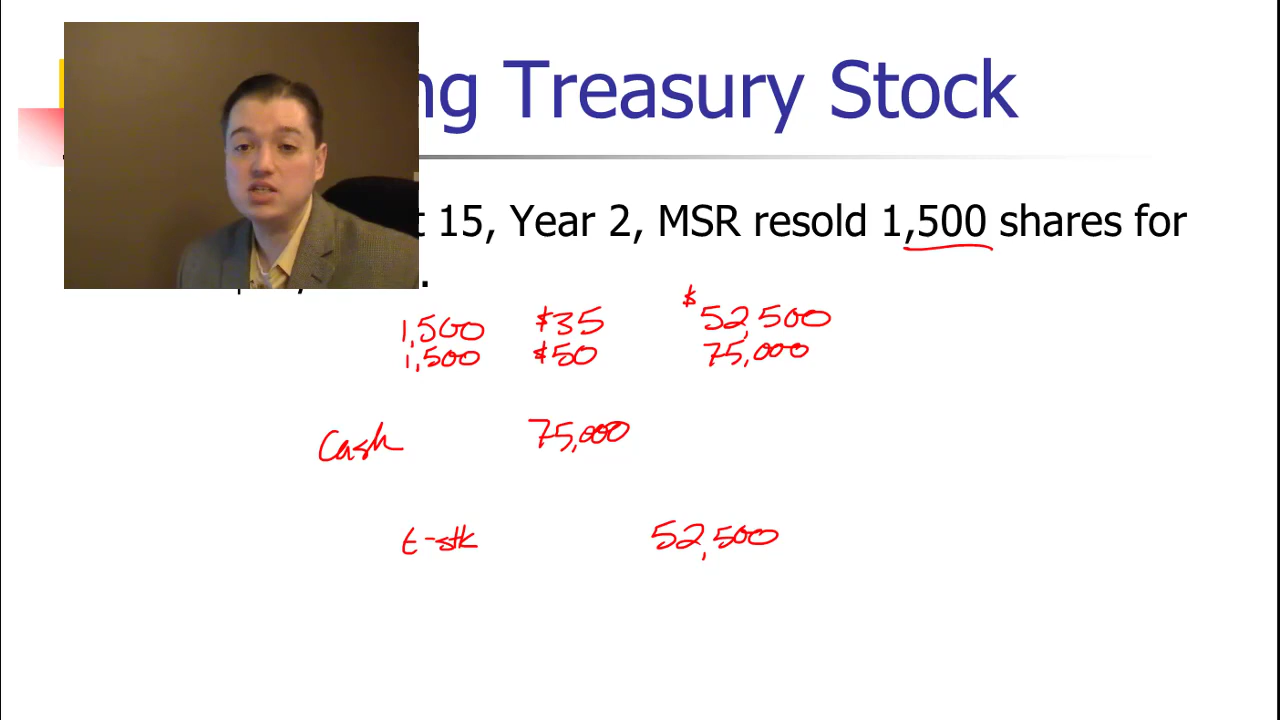 ng Treasury Stock
t 15, Year 2, MSR resold 1,500 shares for
1,500 $35 $52,500
1,500 $50 75,000
Cash 75,000
t-stk 52,500